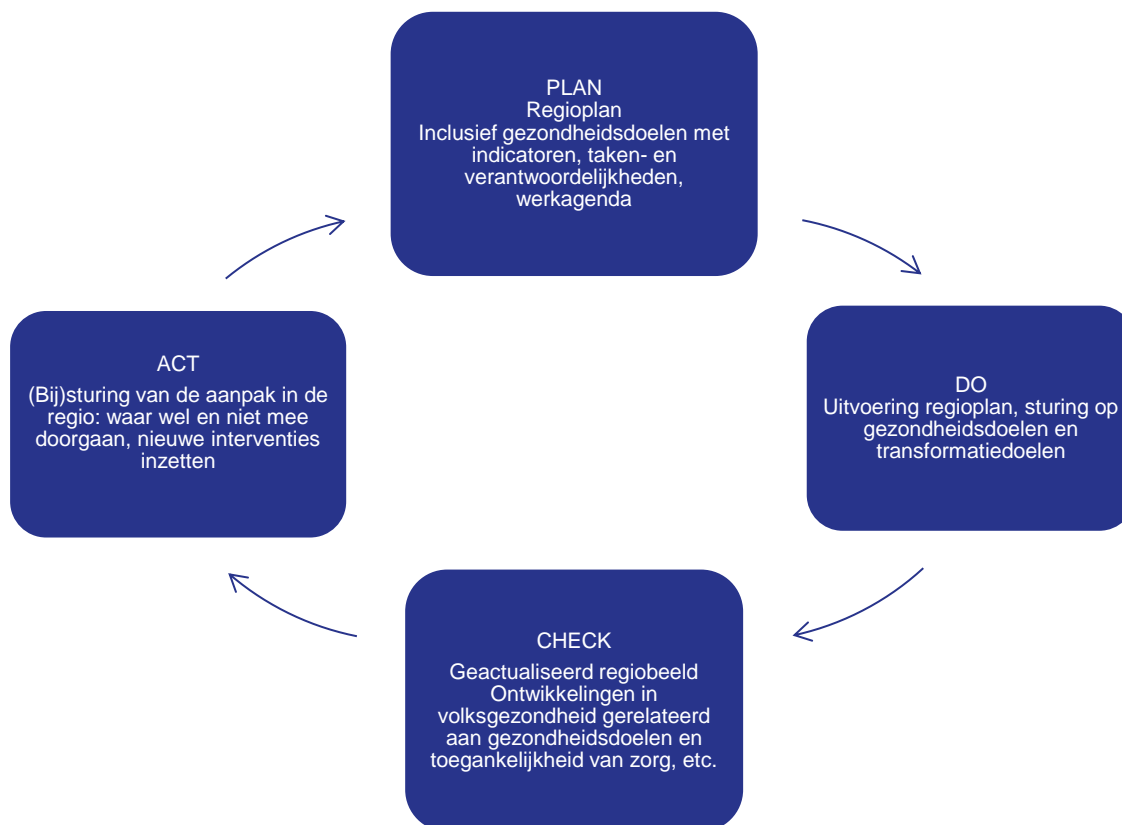 PLAN
Regioplan
Inclusief gezondheidsdoelen met
indicatoren, taken- en
verantwoordelijkheden,
werkagenda
DO
Uitvoering regioplan, sturing op
gezondheidsdoelen en
transformatiedoelen
CHECK
Geactualiseerd regiobeeld
Ontwikkelingen in
volksgezondheid gerelateerd
aan gezondheidsdoelen en
toegankelijkheid van zorg, etc.
ACT
(Bij)sturing van de aanpak in de
regio: waar wel en niet mee
doorgaan, nieuwe interventies
inzetten